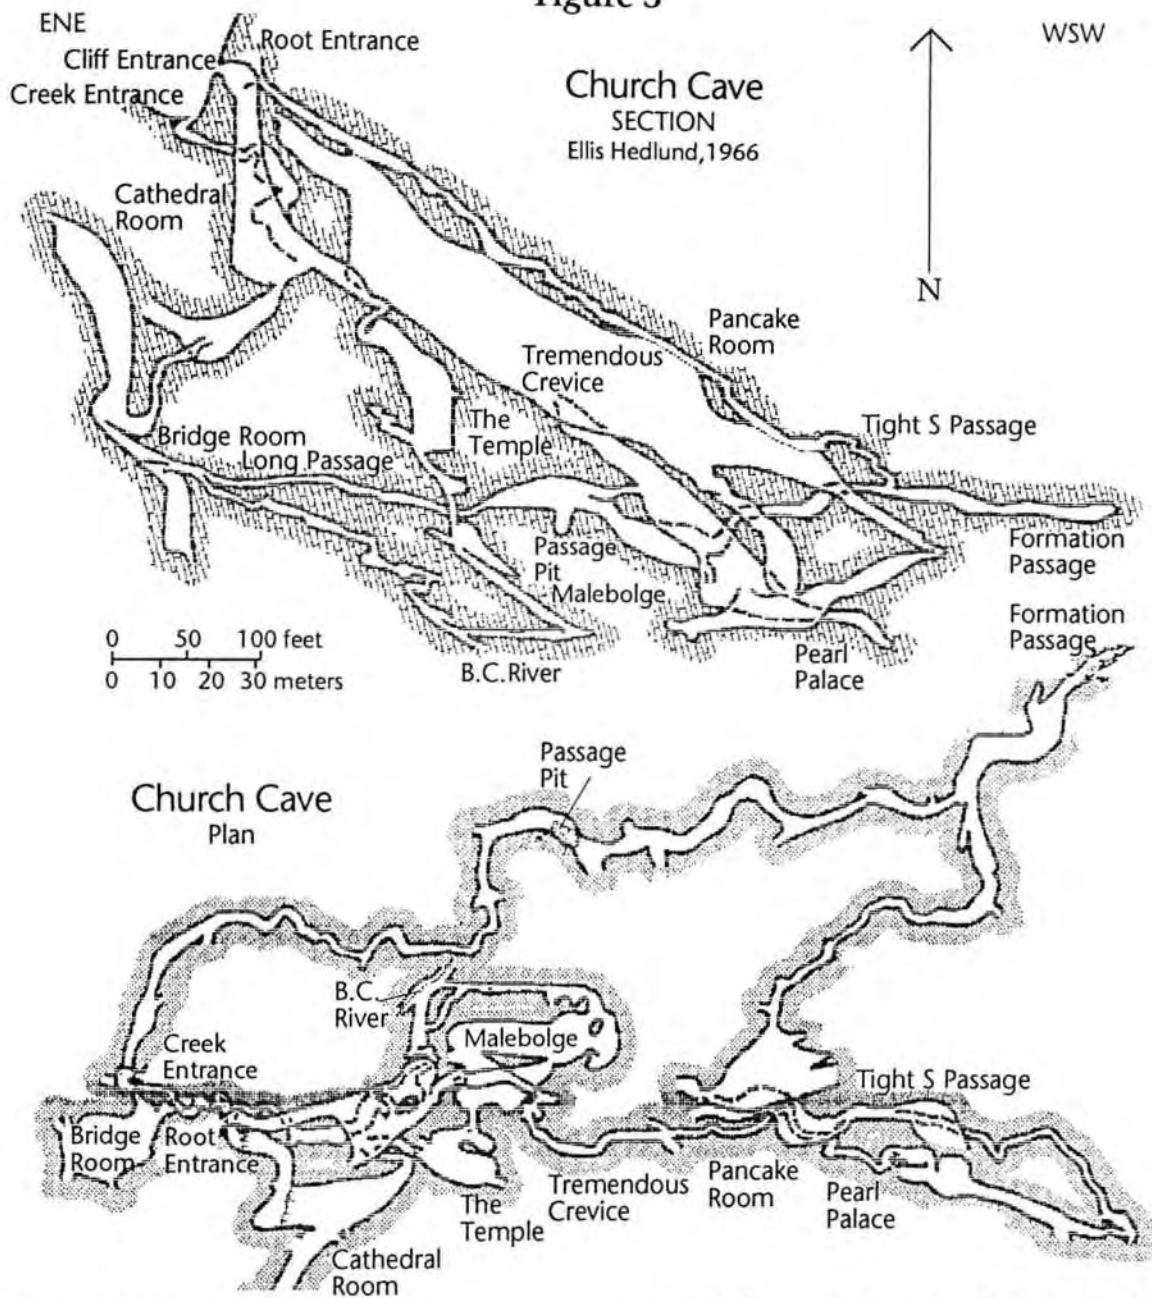 Figure 3
ENE
Root Entrance
WSW
Cliff Entrance
Creek Entrance
Church Cave
SECTION
Ellis Hedlund,1966
Cathedral
Room
N
Pancake
Room
Tremendous
Crevice
The
Temple
Tight S Passage
Bridge Room
Long Passage
Passage
Pit
Malebolge
Formation
Passage
0 50 100 feet
0 10 20 30 meters
B.C.River
Pearl
Palace
Formation
Passage
Passage
Pit
Church Cave
Plan
B.C.
River
Malebolge
Creek
Entrance
Tight S Passage
Bridge
Room
Root
Entrance
The
Temple
Tremendous
Crevice
Pancake
Room
Pearl
Palace
Cathedral
Room